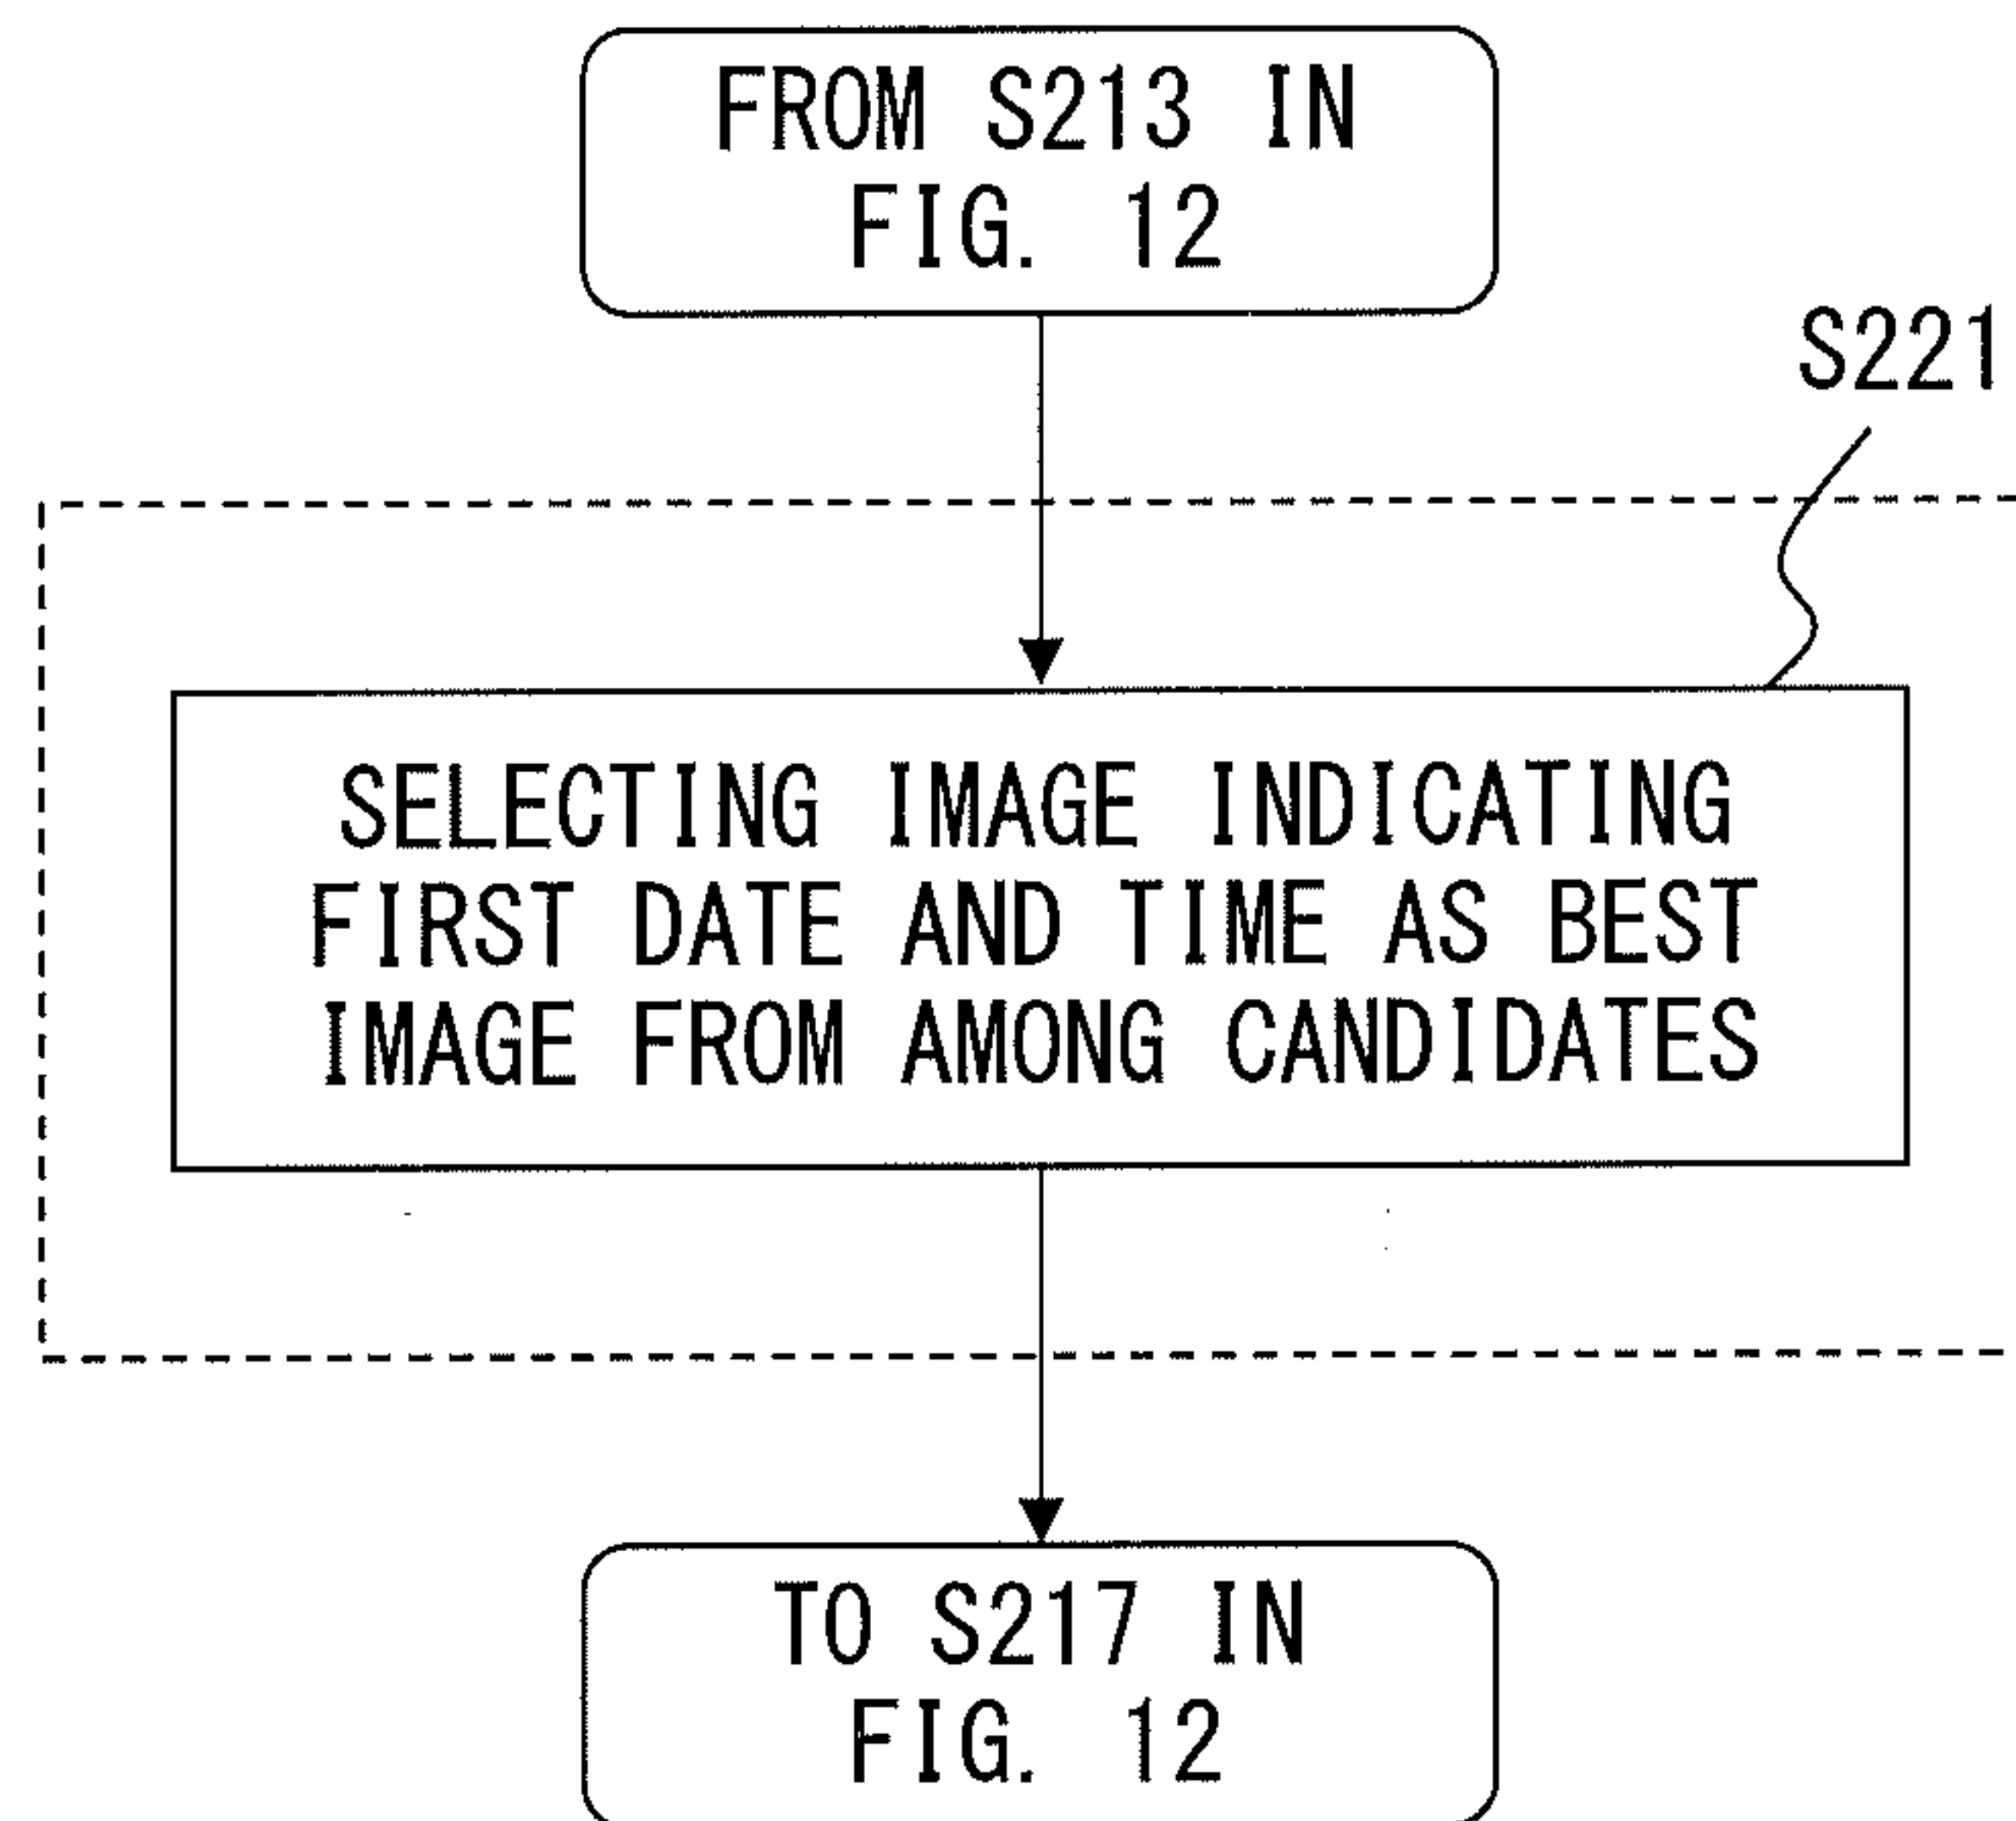 FROM S213 IN
FIG. 12
S221
SELECTING IMAGE INDICATING
FIRST DATE AND TIME AS BEST
IMAGE FROM AMONG CANDIDATES
TO S217 IN
FIG. 12